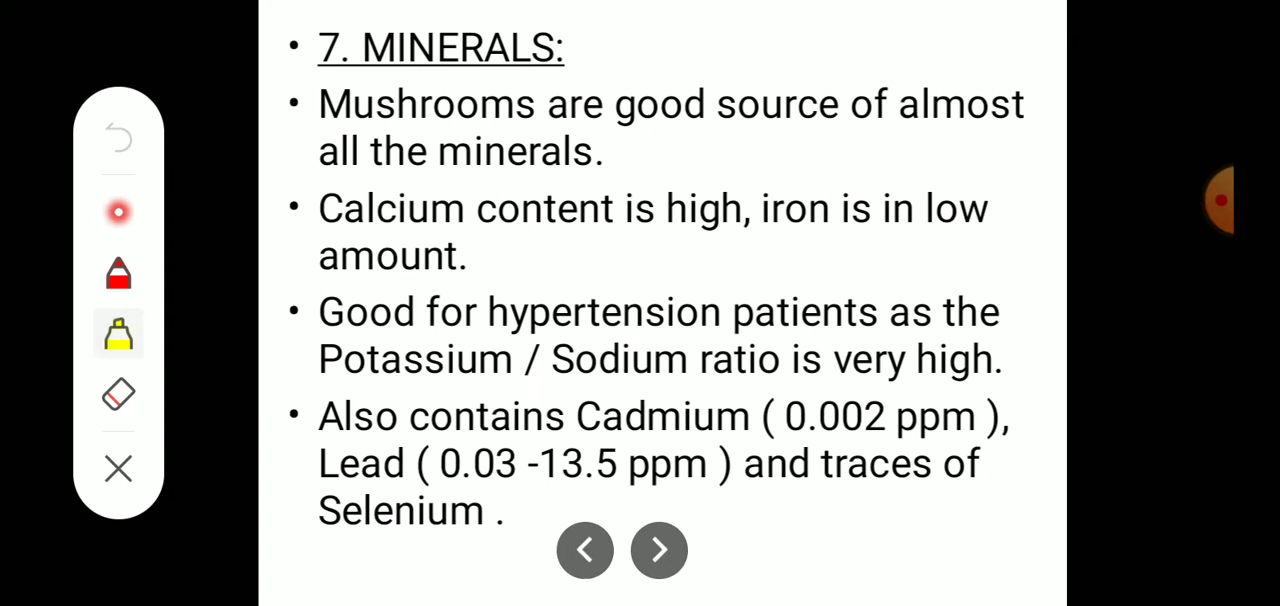 • 7. MINERALS:
• Mushrooms are good source of almost
all the minerals.
• Calcium content is high, iron is in low
amount.
• Good for hypertension patients as the
Potassium / Sodium ratio is very high.
• Also contains Cadmium ( 0.002 ppm ),
Lead ( 0.03 -13.5 ppm ) and traces of
Selenium .